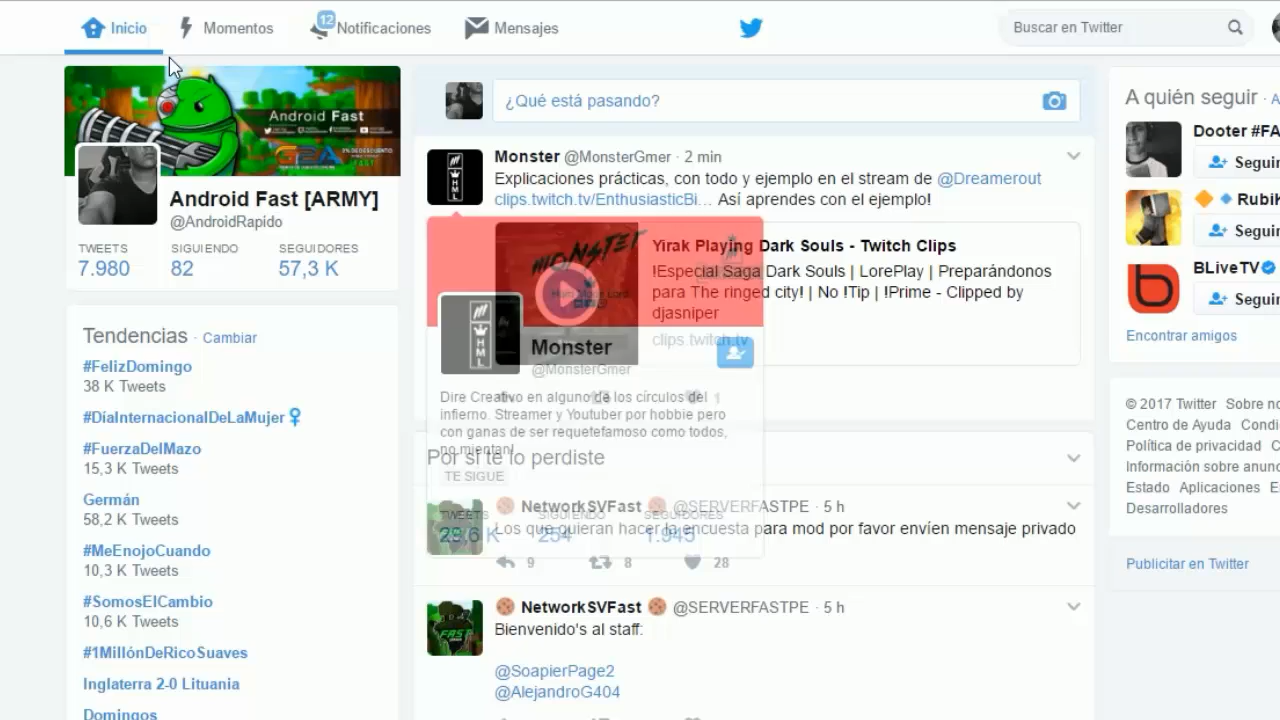 Inicio
Momentos
12
Notificaciones
Mensajes
Buscar en Twitter
Android Fast
G2A
Android Fast [ARMY]
@AndroidRapido
TWEETS SIGUIENDO SEGUIDORES
7.980 82 57,3 K
Tendencias · Cambiar
#FelizDomingo
38 K Tweets
#DíaInternacionalDeLaMujer
#FuerzaDelMazo
15,3 K Tweets
Germán
58,2 K Tweets
#MeEnojoCuando
10,3 K Tweets
#SomosElCambio
10,6 K Tweets
#1MillónDeRicoSuaves
Inglaterra 2-0 Lituania
Domingos
¿Qué está pasando?
HML
Monster @MonsterGmer · 2 min
Explicaciones prácticas, con todo y ejemplo en el stream de @Dreamerout
clips.twitch.tv/EnthusiasticBi... Así aprendes con el ejemplo!
MONSTER
Yirak Playing Dark Souls - Twitch Clips
!Especial Saga Dark Souls | LorePlay | Preparándonos
para The ringed city! | No !Tip | !Prime - Clipped by
djasniper
clips.twitch.tv
HML
Monster
@MonsterGmer
Dire Creativo en alguno de los círculos del
infierno. Streamer y Youtuber por hobbie pero
con ganas de ser requetefamoso como todos,
no mientan!
TE SIGUE
TWEETS SIGUIENDO SEGUIDORES
23,6 K 254 1.945
1
Por si te lo perdiste
NetworkSVFast @SERVERFASTPE · 5 h
Los que quieran hacer la encuesta para mod por favor envíen mensaje privado
9 8 28
NetworkSVFast @SERVERFASTPE · 5 h
FAST
Bienvenido's al staff:
@SoapierPage2
@AlejandroG404
A quién seguir · A
Dooter #FA
Seguir
Rubi
Seguir
BLiveTV
Seguir
Encontrar amigos
© 2017 Twitter Sobre no
Centro de Ayuda Condi
Política de privacidad C
Información sobre anunc
Estado Aplicaciones E
Desarrolladores
Publicitar en Twitter